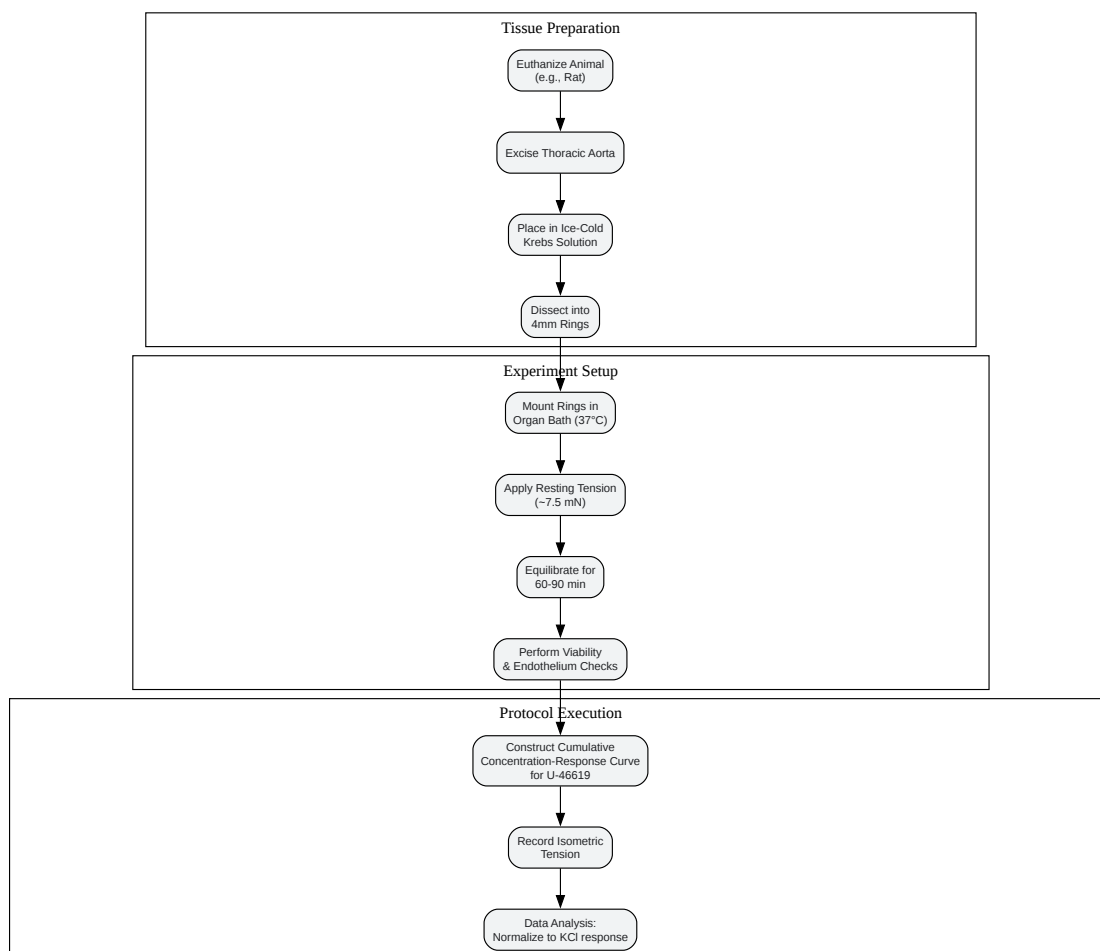 Tissue Preparation
Euthanize Animal
(e.g., Rat)
Excise Thoracic Aorta
Place in Ice-Cold
Krebs Solution
Dissect into
4mm Rings
Experiment Setup
Mount Rings in
Organ Bath (37°C)
Apply Resting Tension
(~7.5 mN)
Equilibrate for
60-90 min
Perform Viability
& Endothelium Checks
Protocol Execution
Construct Cumulative
Concentration-Response Curve
for U-46619
Record Isometric
Tension
Data Analysis:
Normalize to KCl response